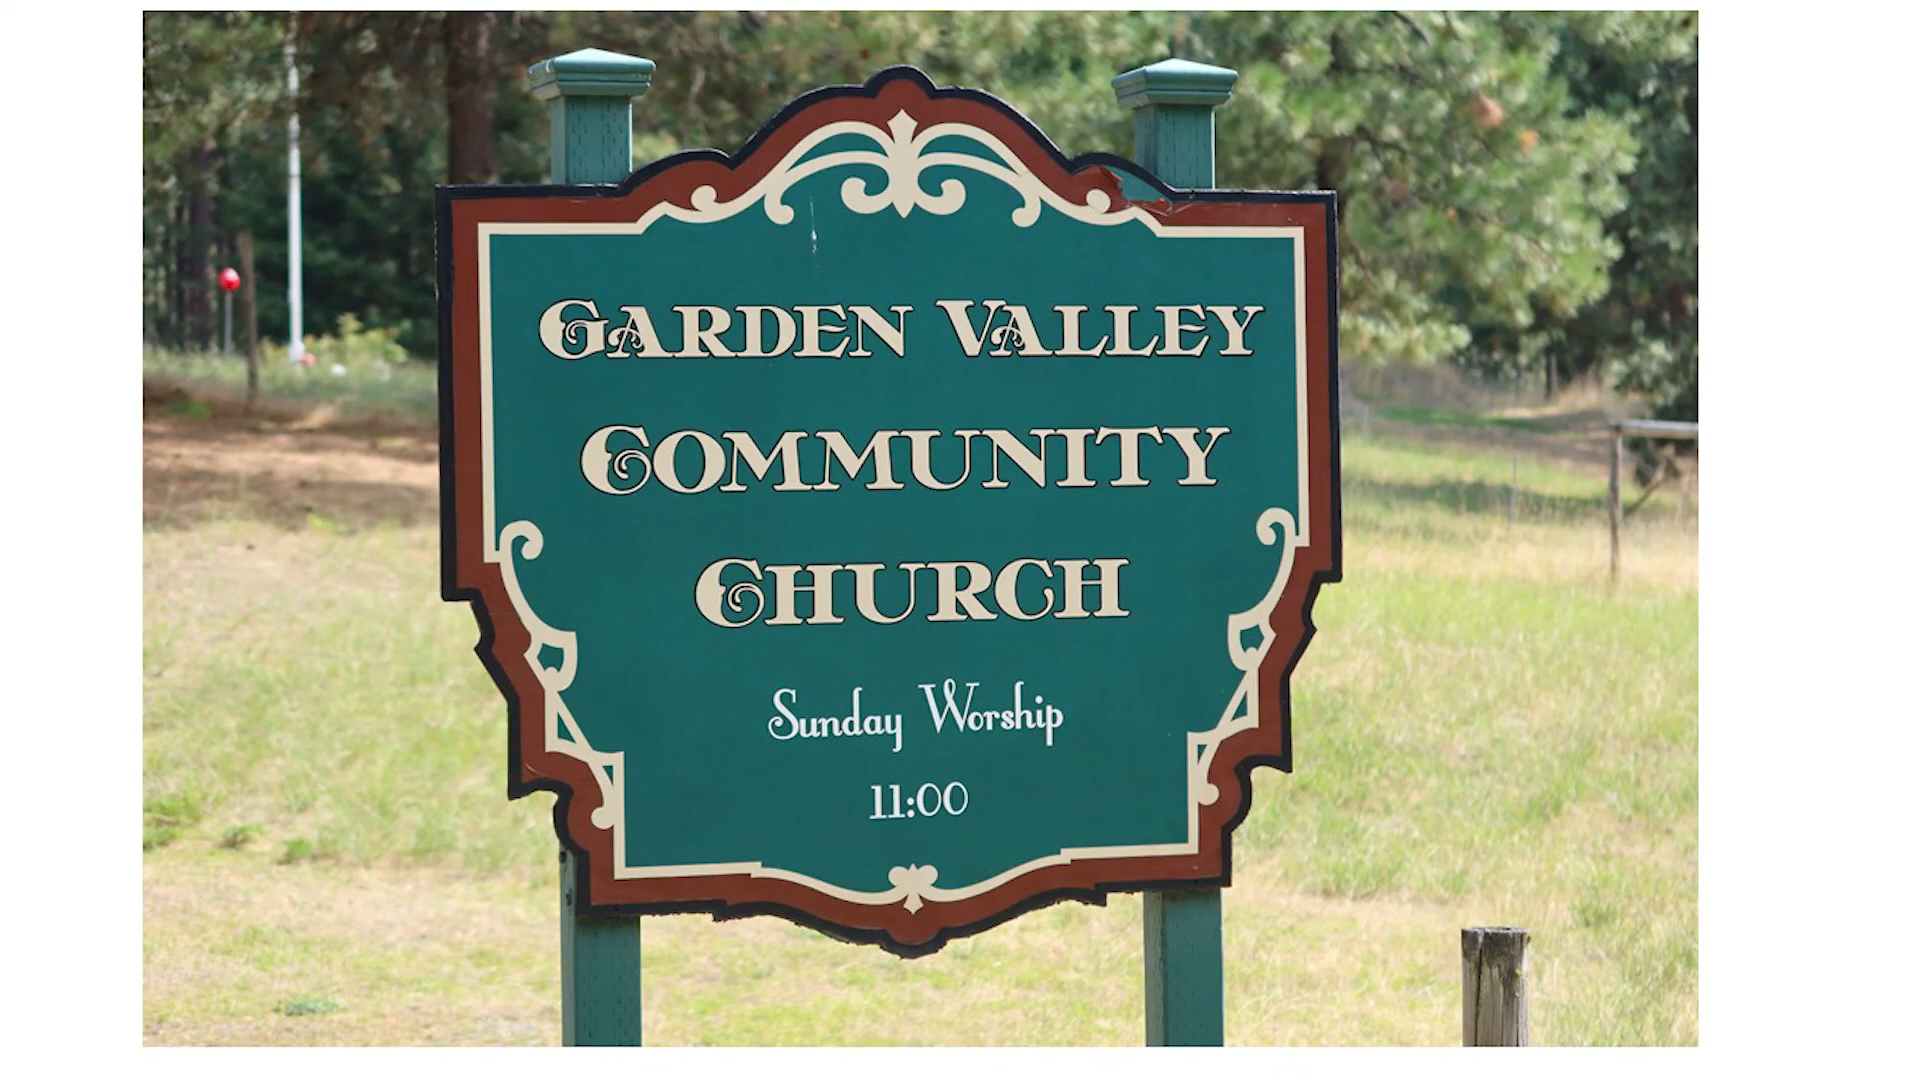 GARDEN VALLEY
COMMUNITY
CHURCH
Sunday Worship
11:00